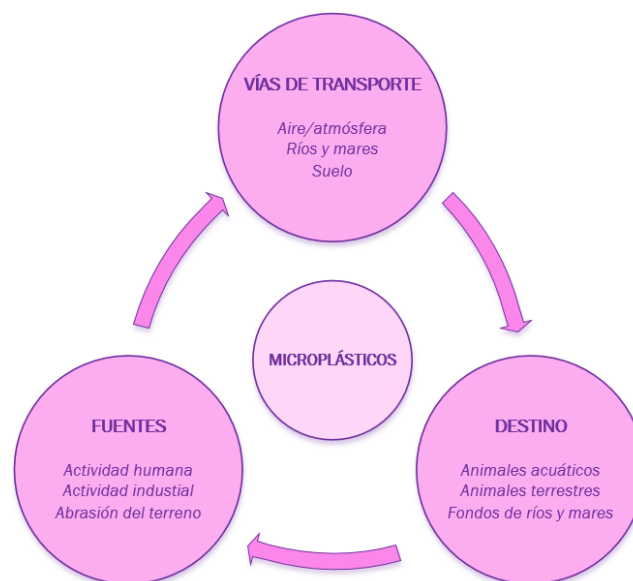 VÍAS DE TRANSPORTE
Aire/atmósfera
Ríos y mares
Suelo
MICROPLÁSTICOS
FUENTES
Actividad humana
Actividad industial
Abrasión del terreno
DESTINO
Animales acuáticos
Animales terrestres
Fondos de ríos y mares